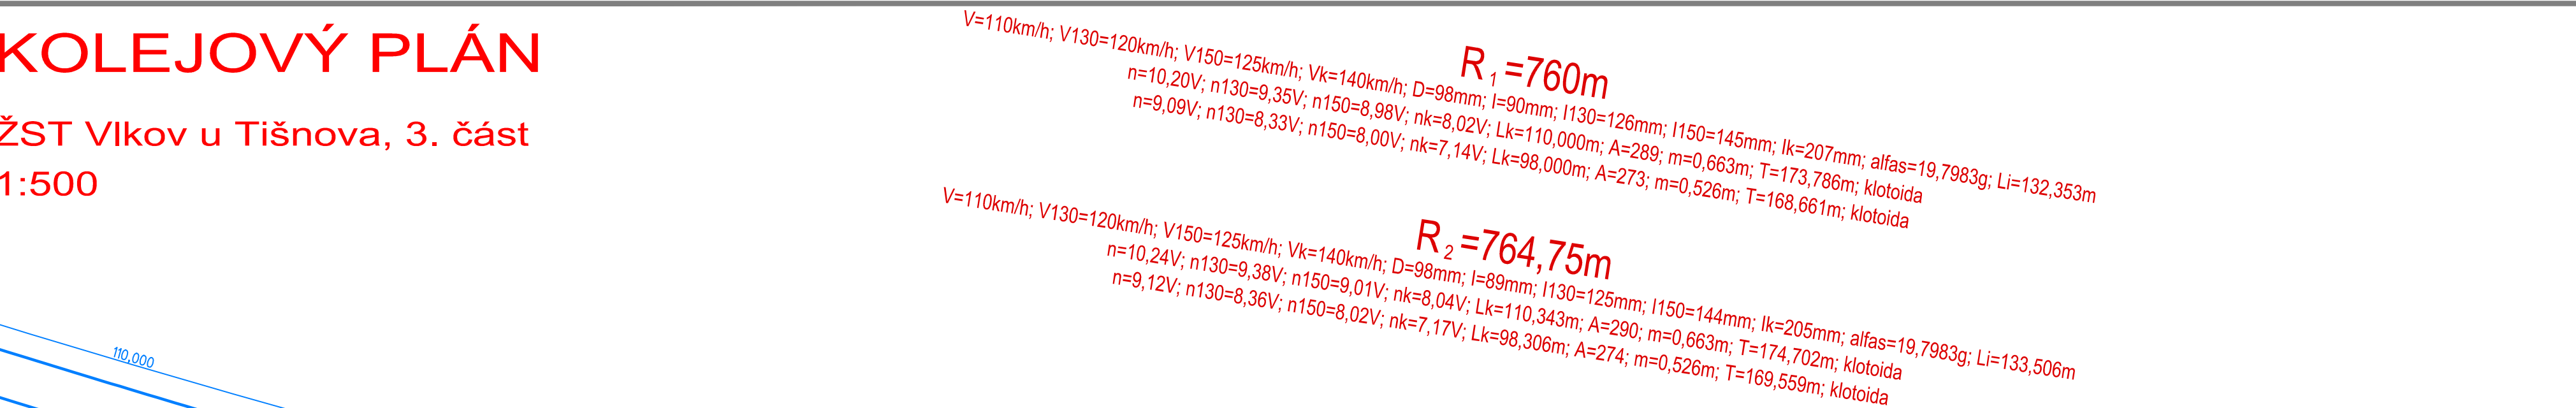 KOLEJOVÝ PLÁN
ŽST Vlkov u Tišnova, 3. část
1:500
R 1 =760m
V=110km/h; V130=120km/h; V150=125km/h; Vk=140km/h; D=98mm; I=90mm; I130=126mm; I150=145mm; Ik=207mm; alfas=19,7983g; Li=132,353m
n=10,20V; n130=9,35V; n150=8,98V; nk=8,02V; Lk=110,000m; A=289; m=0,663m; T=173,786m; klotoida
n=9,09V; n130=8,33V; n150=8,00V; nk=7,14V; Lk=98,000m; A=273; m=0,526m; T=168,661m; klotoida
R 2 =764,75m
V=110km/h; V130=120km/h; V150=125km/h; Vk=140km/h; D=98mm; I=89mm; I130=125mm; I150=144mm; Ik=205mm; alfas=19,7983g; Li=133,506m
n=10,24V; n130=9,38V; n150=9,01V; nk=8,04V; Lk=110,343m; A=290; m=0,663m; T=174,702m; klotoida
n=9,12V; n130=8,36V; n150=8,02V; nk=7,17V; Lk=98,306m; A=274; m=0,526m; T=169,559m; klotoida
110,000